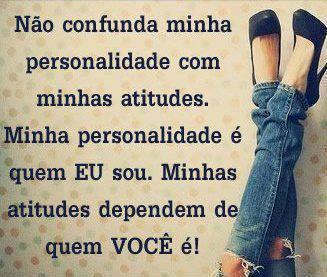 Não confunda minha
personalidade com
minhas atitudes.
Minha personalidade é
quem EU sou. Minhas
atitudes dependem de
quem VOCÊ é!